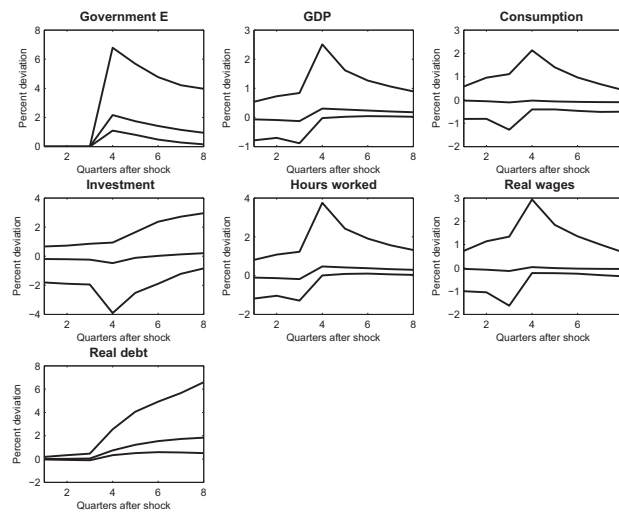 Government E
GDP
Consumption
Percent deviation
8
6
4
2
0
2 4 6 8
Quarters after shock
Percent deviation
3
2
1
0
−1
2 4 6 8
Quarters after shock
Percent deviation
3
2
1
0
−1
−2
2 4 6 8
Quarters after shock
Investment
Hours worked
Real wages
Percent deviation
4
2
0
−2
−4
2 4 6 8
Quarters after shock
Percent deviation
4
2
0
−2
2 4 6 8
Quarters after shock
Percent deviation
3
2
1
0
−1
−2
2 4 6 8
Quarters after shock
Real debt
Percent deviation
8
6
4
2
0
−2
2 4 6 8
Quarters after shock